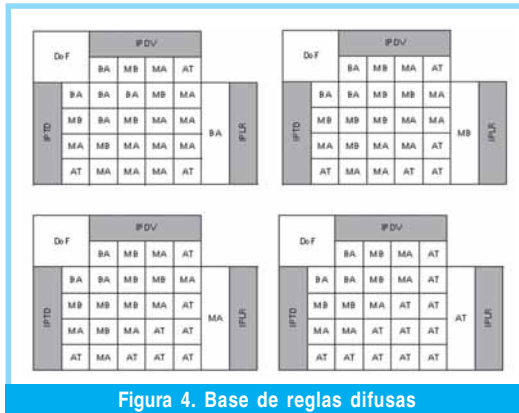 DoF IPDV
BA MB MA AT
IPTD BA BA BA MB MA BA IPLR
MB BA MB MB MA
MA MB MA MA MA
AT MA MA MA AT
DoF IPDV
BA MB MA AT
IPTD BA BA BA MB MA MB IPLR
MB BA MB MB MA
MA MB MB MA AT
AT MA MA AT AT
DoF IPDV
BA MB MA AT
IPTD BA BA MB MB MA MA IPLR
MB MB MB MA AT
MA MB MA AT AT
AT MA AT AT AT
DoF IPDV
BA MB MA AT
IPTD BA BA MB MA AT AT IPLR
MB MB MA AT AT
MA MA AT AT AT
AT AT AT AT AT
Figura 4. Base de reglas difusas